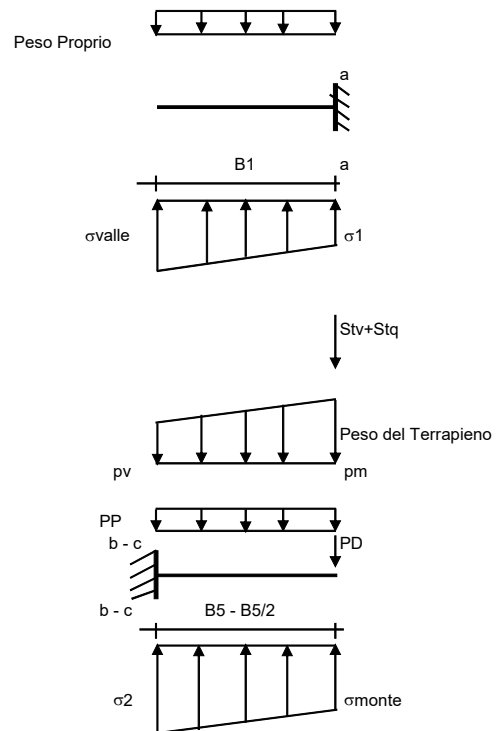 Peso Proprio
a
B1
a
σvalle
σ1
Stv+Stq
Peso del Terrapieno
pv
pm
PP
b - c
PD
b - c
B5 - B5/2
σ2
σmonte